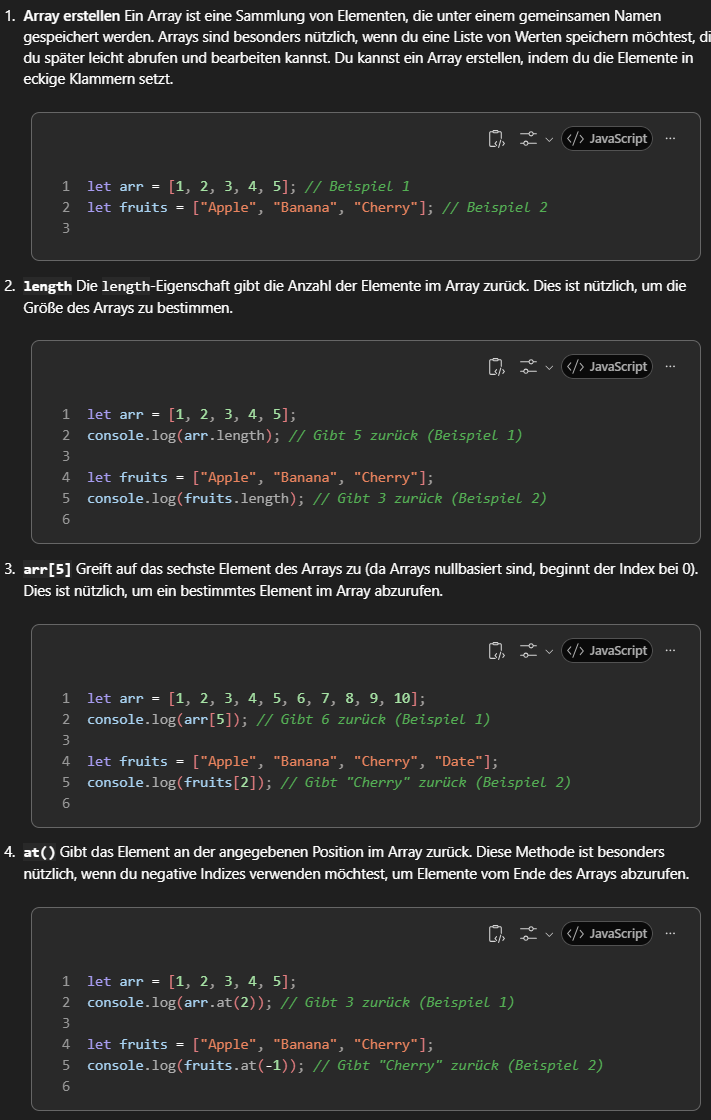 1. Array erstellen Ein Array ist eine Sammlung von Elementen, die unter einem gemeinsamen Namen
gespeichert werden. Arrays sind besonders nützlich, wenn du eine Liste von Werten speichern möchtest, di
du später leicht abrufen und bearbeiten kannst. Du kannst ein Array erstellen, indem du die Elemente in
eckige Klammern setzt.
</> JavaScript ...
1 let arr = [1, 2, 3, 4, 5]; // Beispiel 1
2 let fruits = ["Apple", "Banana", "Cherry"]; // Beispiel 2
3
2. length Die length-Eigenschaft gibt die Anzahl der Elemente im Array zurück. Dies ist nützlich, um die
Größe des Arrays zu bestimmen.
</> JavaScript ...
1 let arr = [1, 2, 3, 4, 5];
2 console.log(arr.length); // Gibt 5 zurück (Beispiel 1)
3
4 let fruits = ["Apple", "Banana", "Cherry"];
5 console.log(fruits.length); // Gibt 3 zurück (Beispiel 2)
6
3. arr[5] Greift auf das sechste Element des Arrays zu (da Arrays nullbasiert sind, beginnt der Index bei 0).
Dies ist nützlich, um ein bestimmtes Element im Array abzurufen.
</> JavaScript ...
1 let arr = [1, 2, 3, 4, 5, 6, 7, 8, 9, 10];
2 console.log(arr[5]); // Gibt 6 zurück (Beispiel 1)
3
4 let fruits = ["Apple", "Banana", "Cherry", "Date"];
5 console.log(fruits[2]); // Gibt "Cherry" zurück (Beispiel 2)
6
4. at() Gibt das Element an der angegebenen Position im Array zurück. Diese Methode ist besonders
nützlich, wenn du negative Indizes verwenden möchtest, um Elemente vom Ende des Arrays abzurufen.
</> JavaScript ...
1 let arr = [1, 2, 3, 4, 5];
2 console.log(arr.at(2)); // Gibt 3 zurück (Beispiel 1)
3
4 let fruits = ["Apple", "Banana", "Cherry"];
5 console.log(fruits.at(-1)); // Gibt "Cherry" zurück (Beispiel 2)
6